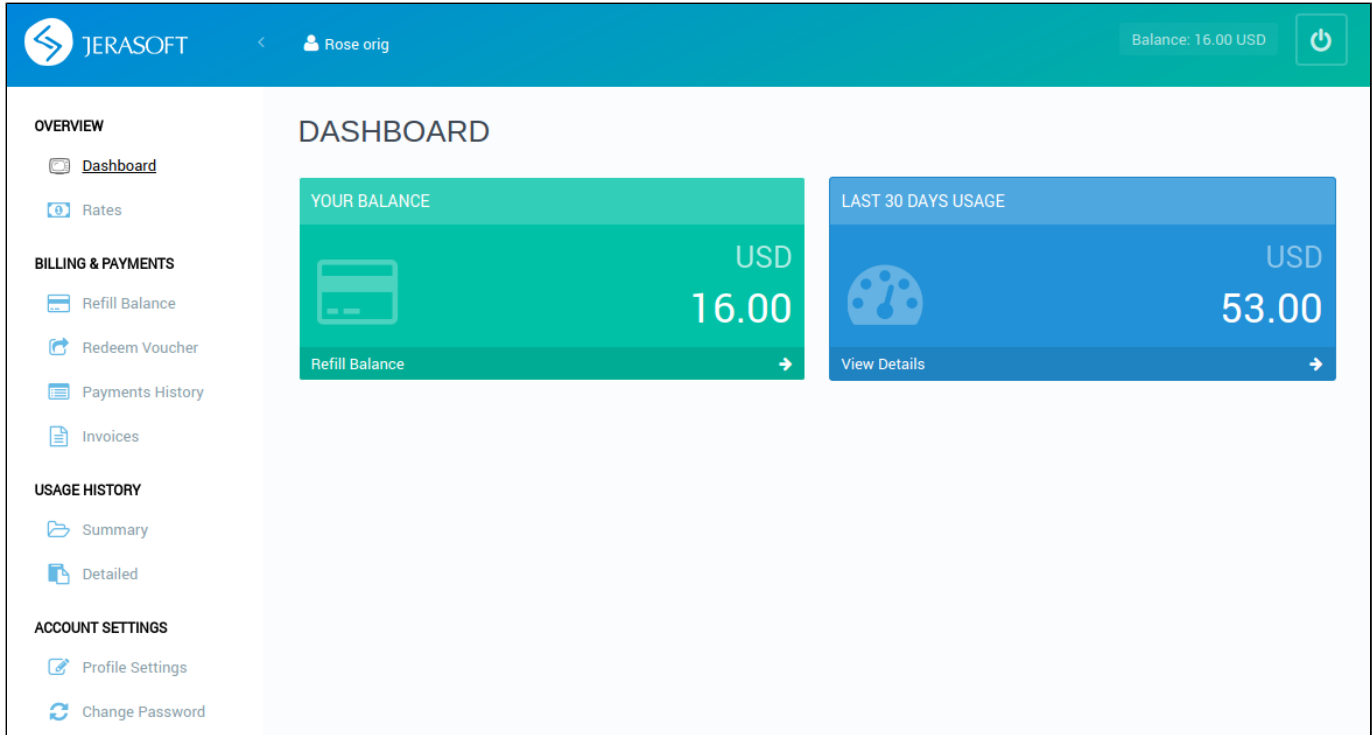 JERASOFT
Rose orig
Balance: 16.00 USD
OVERVIEW
Dashboard
Rates
BILLING & PAYMENTS
Refill Balance
Redeem Voucher
Payments History
Invoices
USAGE HISTORY
Summary
Detailed
ACCOUNT SETTINGS
Profile Settings
Change Password
DASHBOARD
YOUR BALANCE
USD
16.00
Refill Balance
LAST 30 DAYS USAGE
USD
53.00
View Details